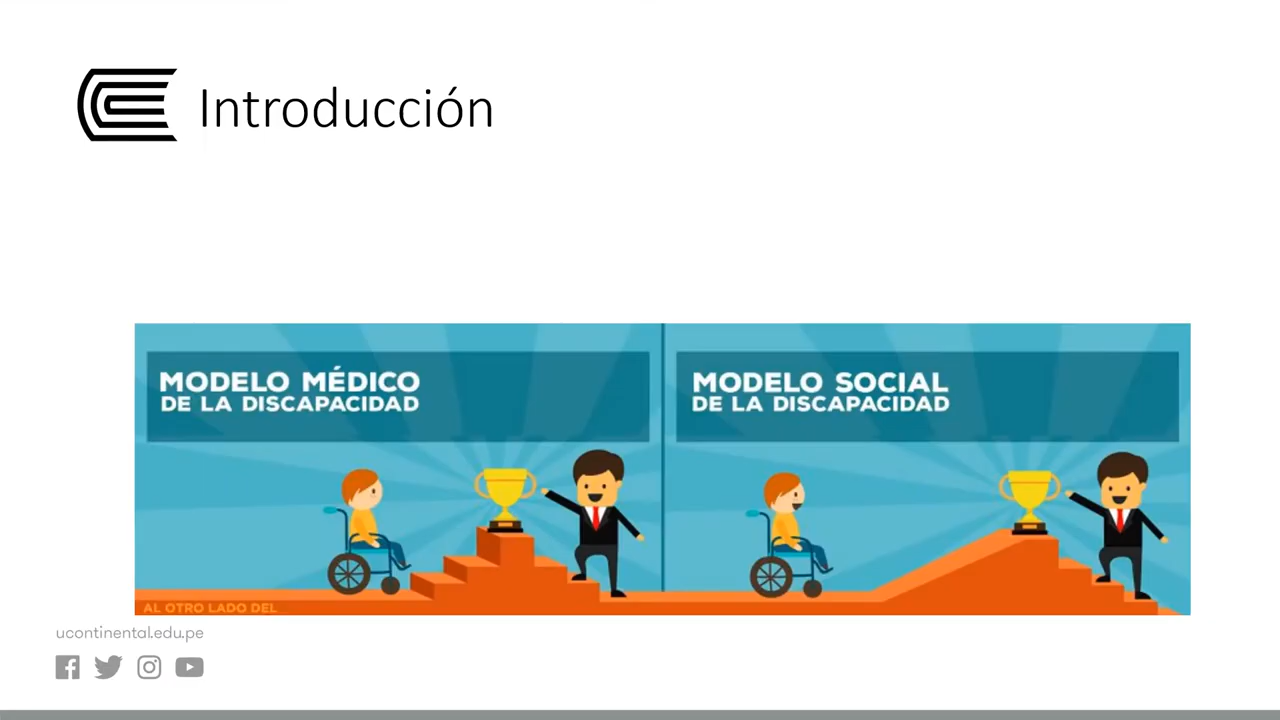 Introducción
MODELO MÉDICO
DE LA DISCAPACIDAD
MODELO SOCIAL
DE LA DISCAPACIDAD
AL OTRO LADO DEL
ucontinental.edu.pe